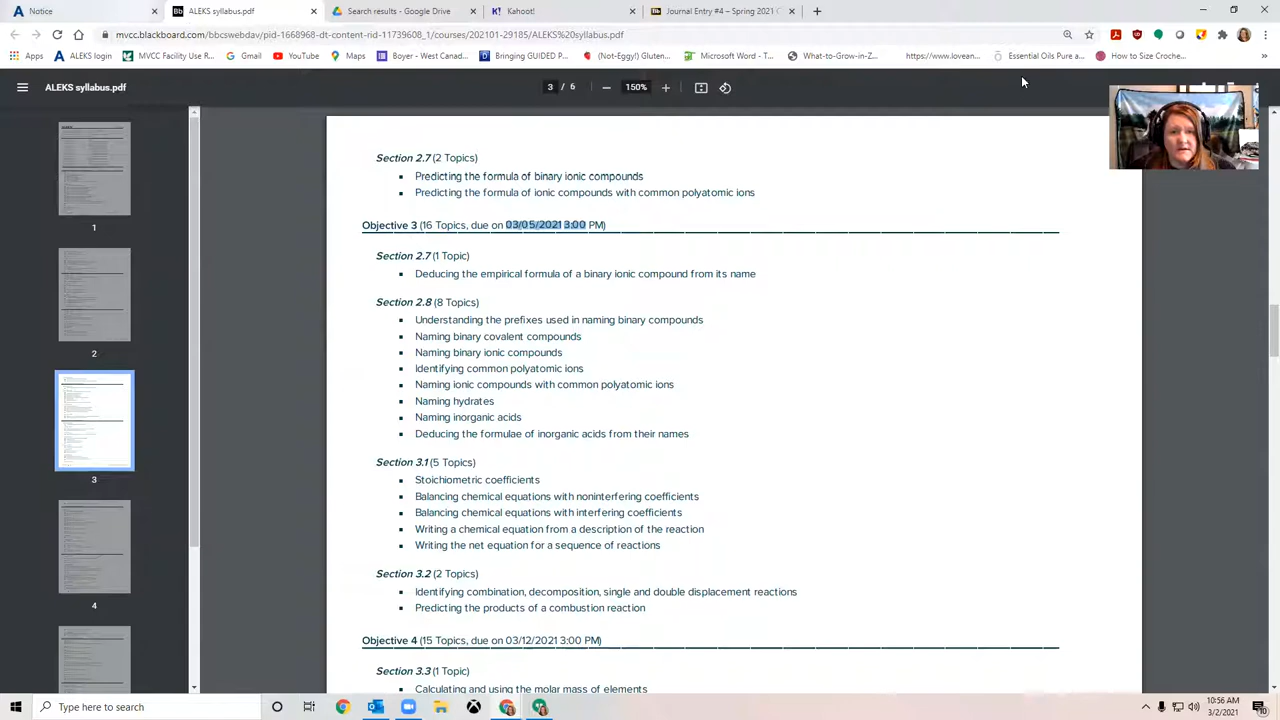 Notice
ALEKS syllabus.pdf
Search results - Google Drive
Kahoot!
Journal Entry #4 – Spring 2021 C
mvcc.blackboard.com/bbcswebdav/pid-1668968-dt-content-rid-11739608_1/courses/202101-29185/ALEKS%20syllabus.pdf
Apps
ALEKS login
MVCC Facility Use R...
Gmail
YouTube
Maps
Boyer - Westcanad...
Bringing GUIDED P...
(Not-Eggy) Gluten...
Microsoft Word - T...
What-to-Grow-in-Z...
https://www.lovean...
Essential Oils Pure a...
How to Size Crochet...
ALEKS syllabus.pdf
3 / 6
150%
1
2
3
4
Section 2.7 (2 Topics)
▪ Predicting the formula of binary ionic compounds
▪ Predicting the formula of ionic compounds with common polyatomic ions
Objective 3 (16 Topics, due on 03/05/2021 3:00 PM)
Section 2.7 (1 Topic)
▪ Deducing the empirical formula of a binary ionic compound from its name
Section 2.8 (8 Topics)
▪ Understanding the prefixes used in naming binary compounds
▪ Naming binary covalent compounds
▪ Naming binary ionic compounds
▪ Identifying common polyatomic ions
▪ Naming ionic compounds with common polyatomic ions
▪ Naming hydrates
▪ Naming inorganic acids
▪ Deducing the formulae of inorganic acids from their names
Section 3.1 (5 Topics)
▪ Stoichiometric coefficients
▪ Balancing chemical equations with noninterfering coefficients
▪ Balancing chemical equations with interfering coefficients
▪ Writing a chemical equation from a description of the reaction
▪ Writing the net equation for a sequence of reactions
Section 3.2 (2 Topics)
▪ Identifying combination, decomposition, single and double displacement reactions
▪ Predicting the products of a combustion reaction
Objective 4 (15 Topics, due on 03/12/2021 3:00 PM)
Section 3.3 (1 Topic)
▪ Calculating and using the molar mass of elements
Type here to search
10:56 AM
3/2/2021